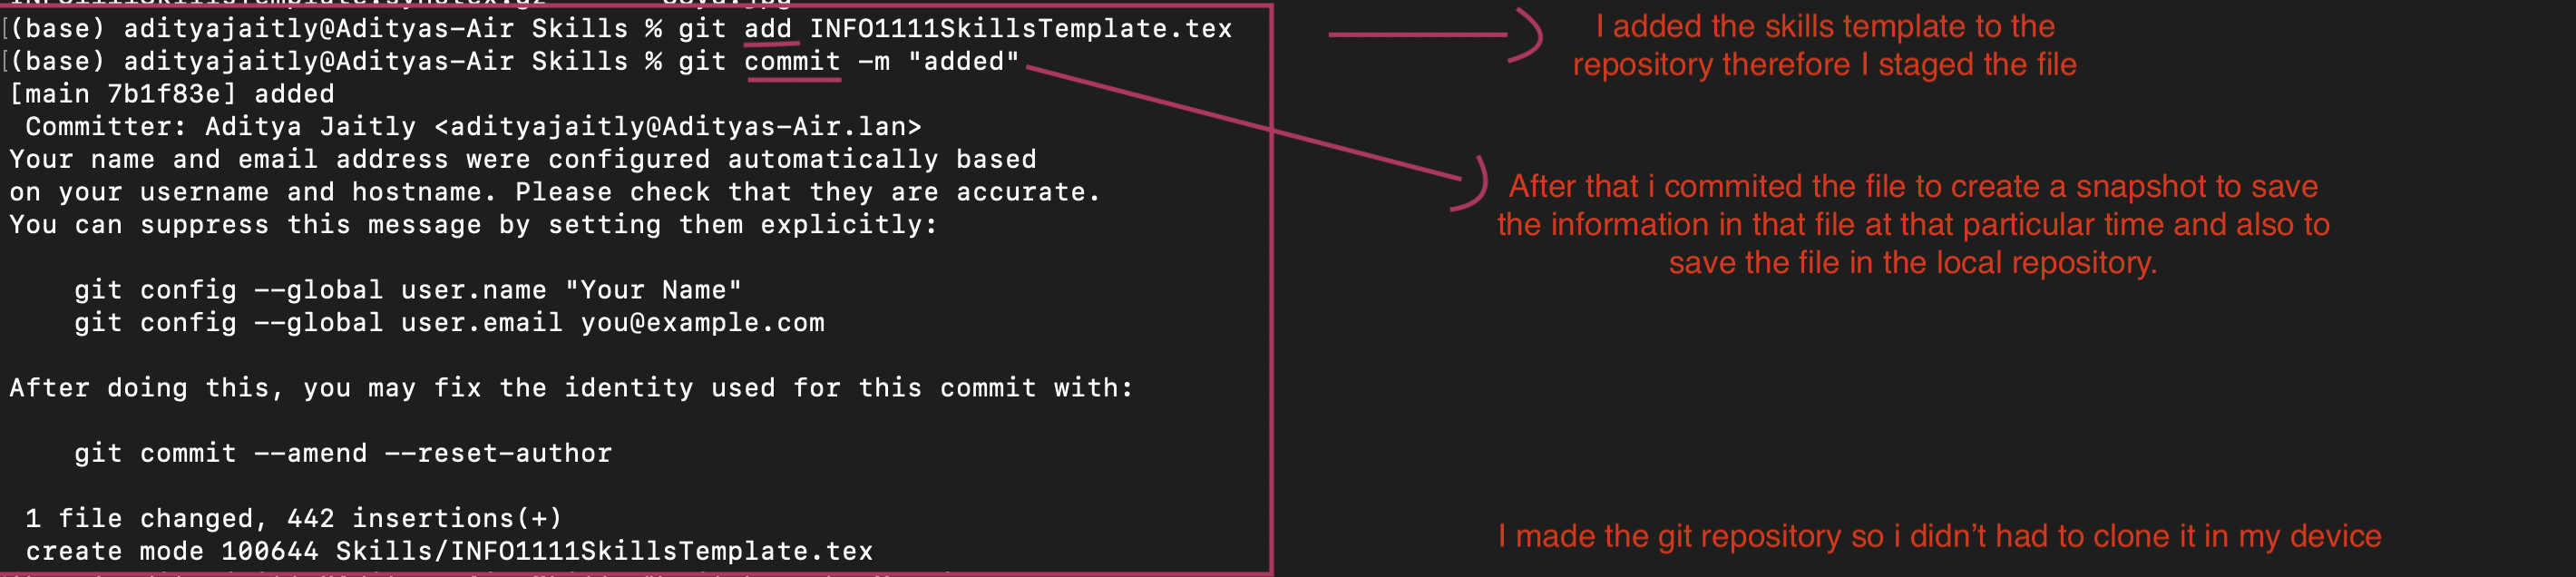 INFO1111SkillsTemplate.synctex.gz
(base) adityajaitly@Adityas-Air Skills % git add INFO1111SkillsTemplate.tex
(base) adityajaitly@Adityas-Air Skills % git commit -m "added"
[main 7b1f83e] added
Committer: Aditya Jaitly <adityajaitly@Adityas-Air.lan>
Your name and email address were configured automatically based
on your username and hostname. Please check that they are accurate.
You can suppress this message by setting them explicitly:
git config --global user.name "Your Name"
git config --global user.email you@example.com
After doing this, you may fix the identity used for this commit with:
git commit --amend --reset-author
1 file changed, 442 insertions(+)
create mode 100644 Skills/INFO1111SkillsTemplate.tex
I added the skills template to the
repository therefore I staged the file
After that i commited the file to create a snapshot to save
the information in that file at that particular time and also to
save the file in the local repository.
I made the git repository so i didn't had to clone it in my device